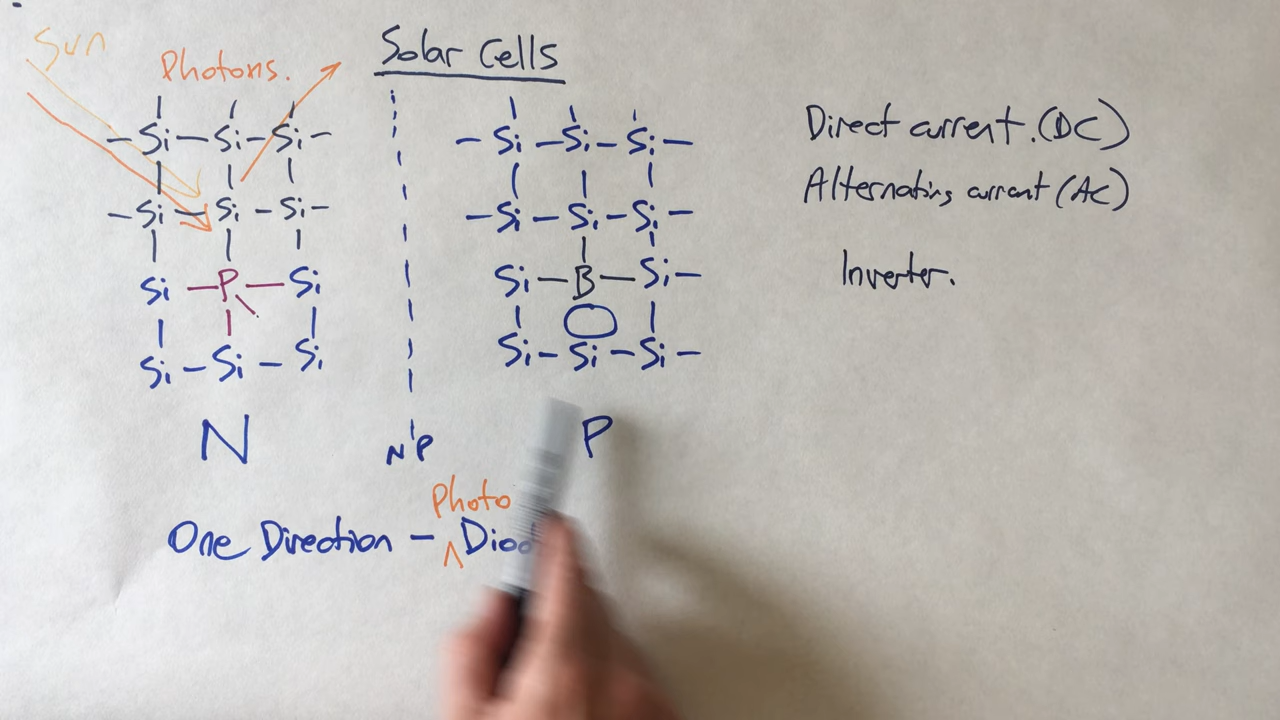 Solar Cells
Sun
Photons.
Si Si Si
Si Si Si
Si P Si
Si Si Si
N
Si Si Si
Si Si Si
Si B Si
Si Si Si
P
N P
Photo
One Direction -
Direct current. (DC)
Alternating current (AC)
Inverter.